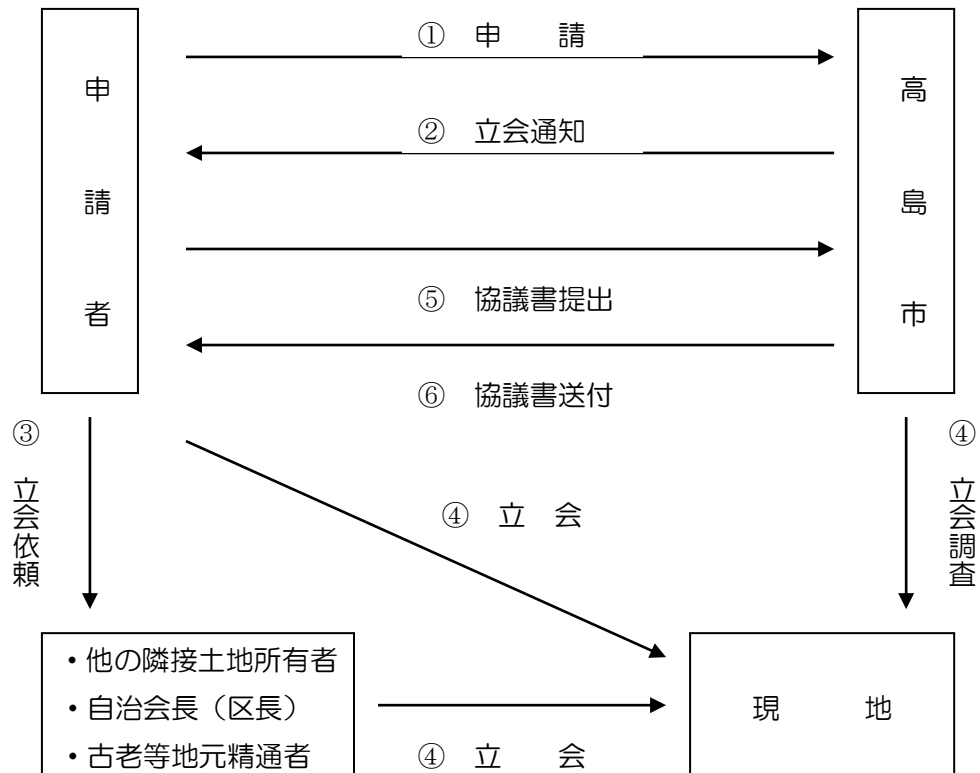 ① 申　　請
申請者
高島市
② 立会通知
⑤ 協議書提出
⑥ 協議書送付
③ 立会依頼
④ 立　会
④ 立会調査
・他の隣接土地所有者
・自治会長（区長）
・古老等地元精通者
現　　地
④ 立　　会